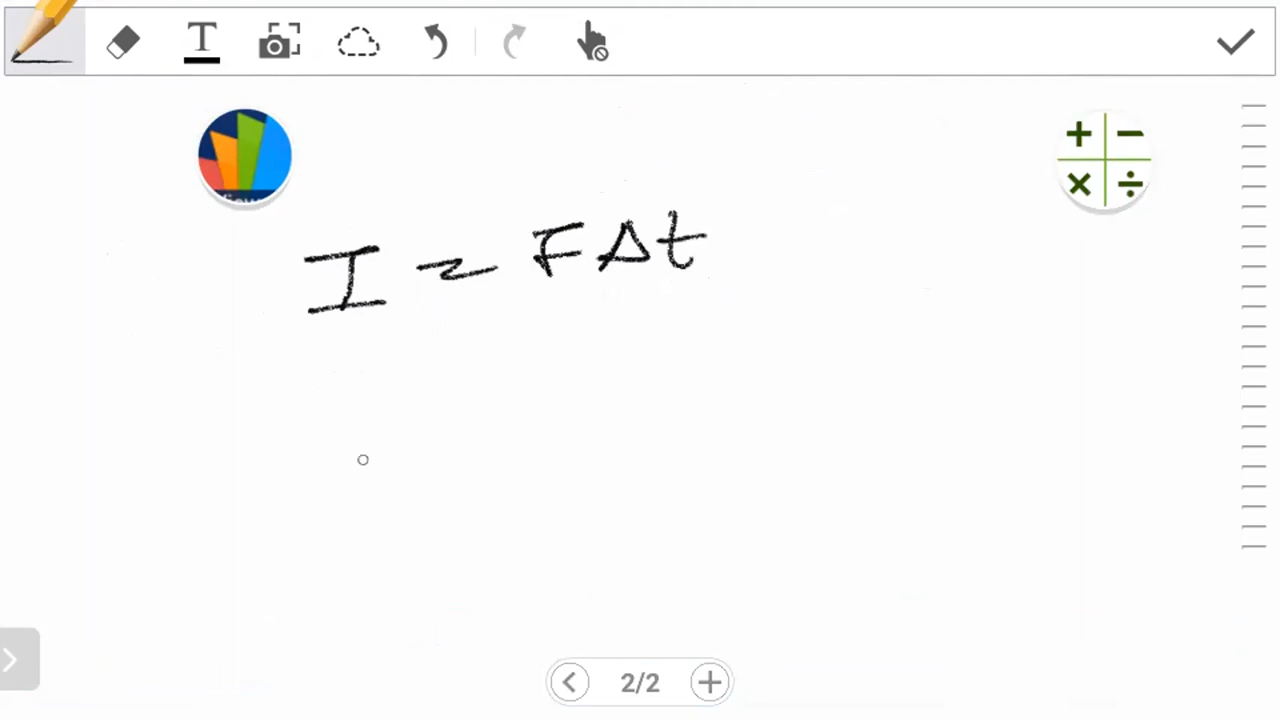 T
+ −
× ÷
I = FΔt
2/2